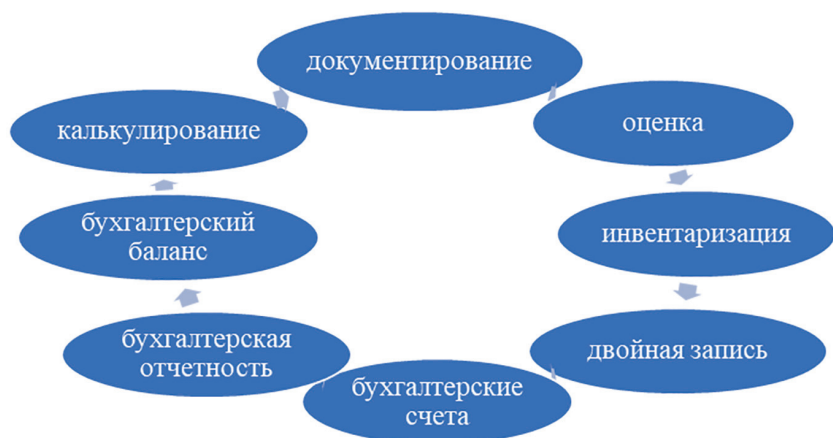 документирование
оценка
инвентаризация
двойная запись
бухгалтерские
счета
бухгалтерская
отчетность
бухгалтерский
баланс
калькулирование